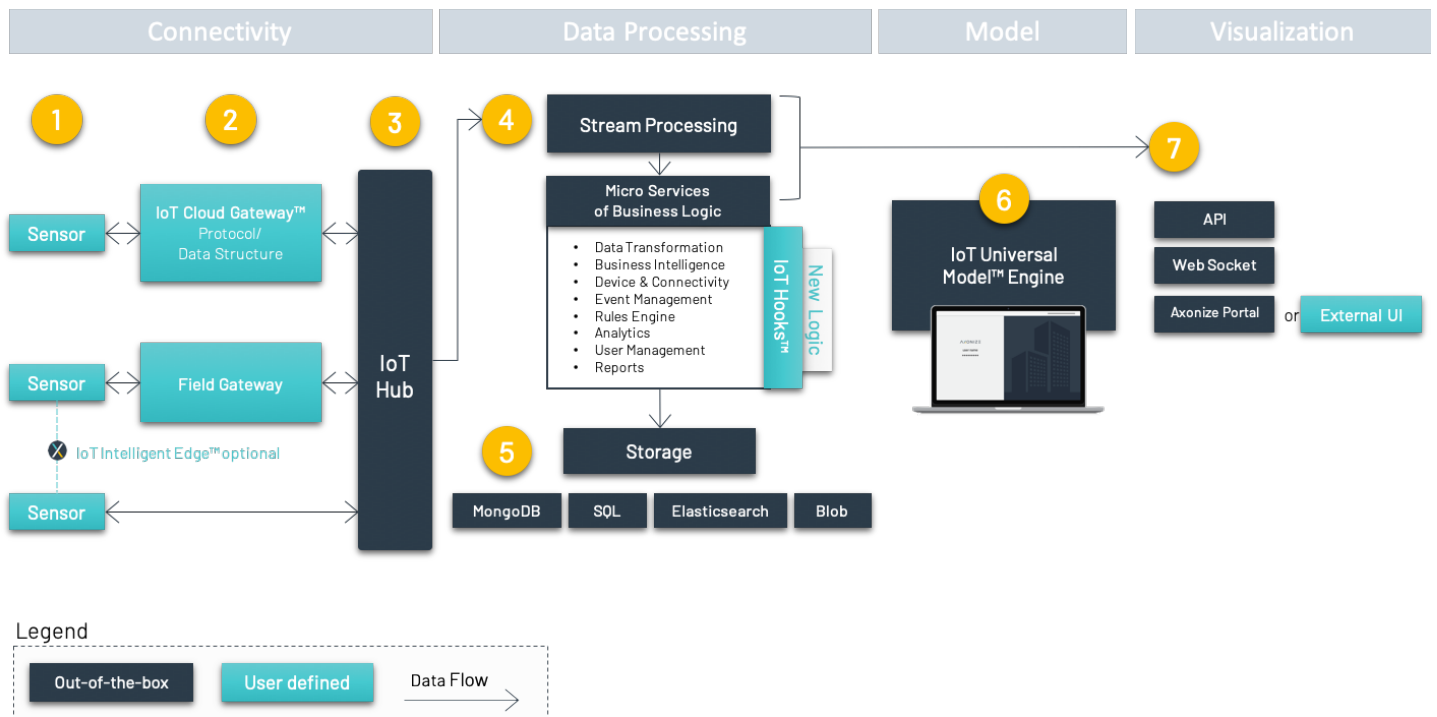 Connectivity
Data Processing
Model
Visualization
1
2
3
4
5
6
7
Sensor
IoT Cloud Gateway™
Protocol/
Data Structure
Sensor
Field Gateway
IoT Intelligent Edge™ optional
Sensor
IoT
Hub
Stream Processing
Micro Services
of Business Logic
• Data Transformation
• Business Intelligence
• Device & Connectivity
• Event Management
• Rules Engine
• Analytics
• User Management
• Reports
IoT Hooks™
New Logic
Storage
MongoDB
SQL
Elasticsearch
Blob
IoT Universal
Model™ Engine
AXONIZE
API
Web Socket
Axonize Portal
or
External UI
Legend
Out-of-the-box
User defined
Data Flow